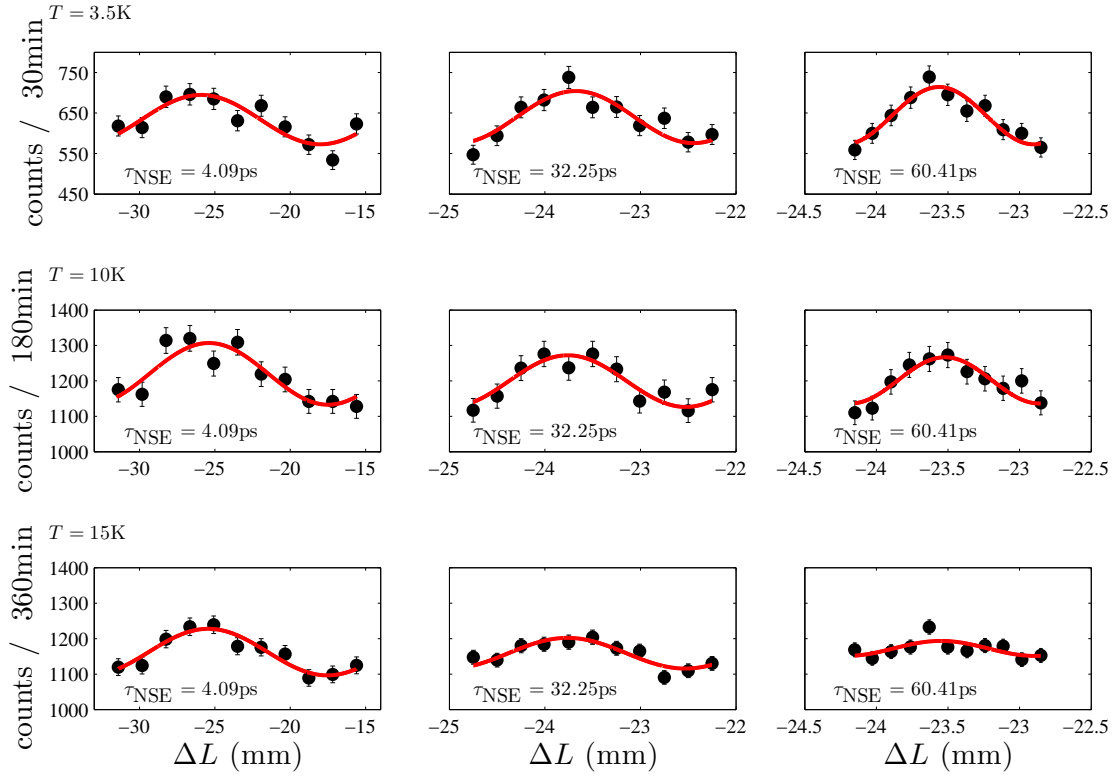 T = 3.5K
counts / 30min
750
650
550
450
τNSE = 4.09ps
−30 −25 −20 −15
τNSE = 32.25ps
−25 −24 −23 −22
τNSE = 60.41ps
−24.5 −24 −23.5 −23 −22.5
T = 10K
counts / 180min
1400
1300
1200
1100
1000
τNSE = 4.09ps
−30 −25 −20 −15
τNSE = 32.25ps
−25 −24 −23 −22
τNSE = 60.41ps
−24.5 −24 −23.5 −23 −22.5
T = 15K
counts / 360min
1400
1300
1200
1100
1000
τNSE = 4.09ps
−30 −25 −20 −15
ΔL (mm)
τNSE = 32.25ps
−25 −24 −23 −22
ΔL (mm)
τNSE = 60.41ps
−24.5 −24 −23.5 −23 −22.5
ΔL (mm)